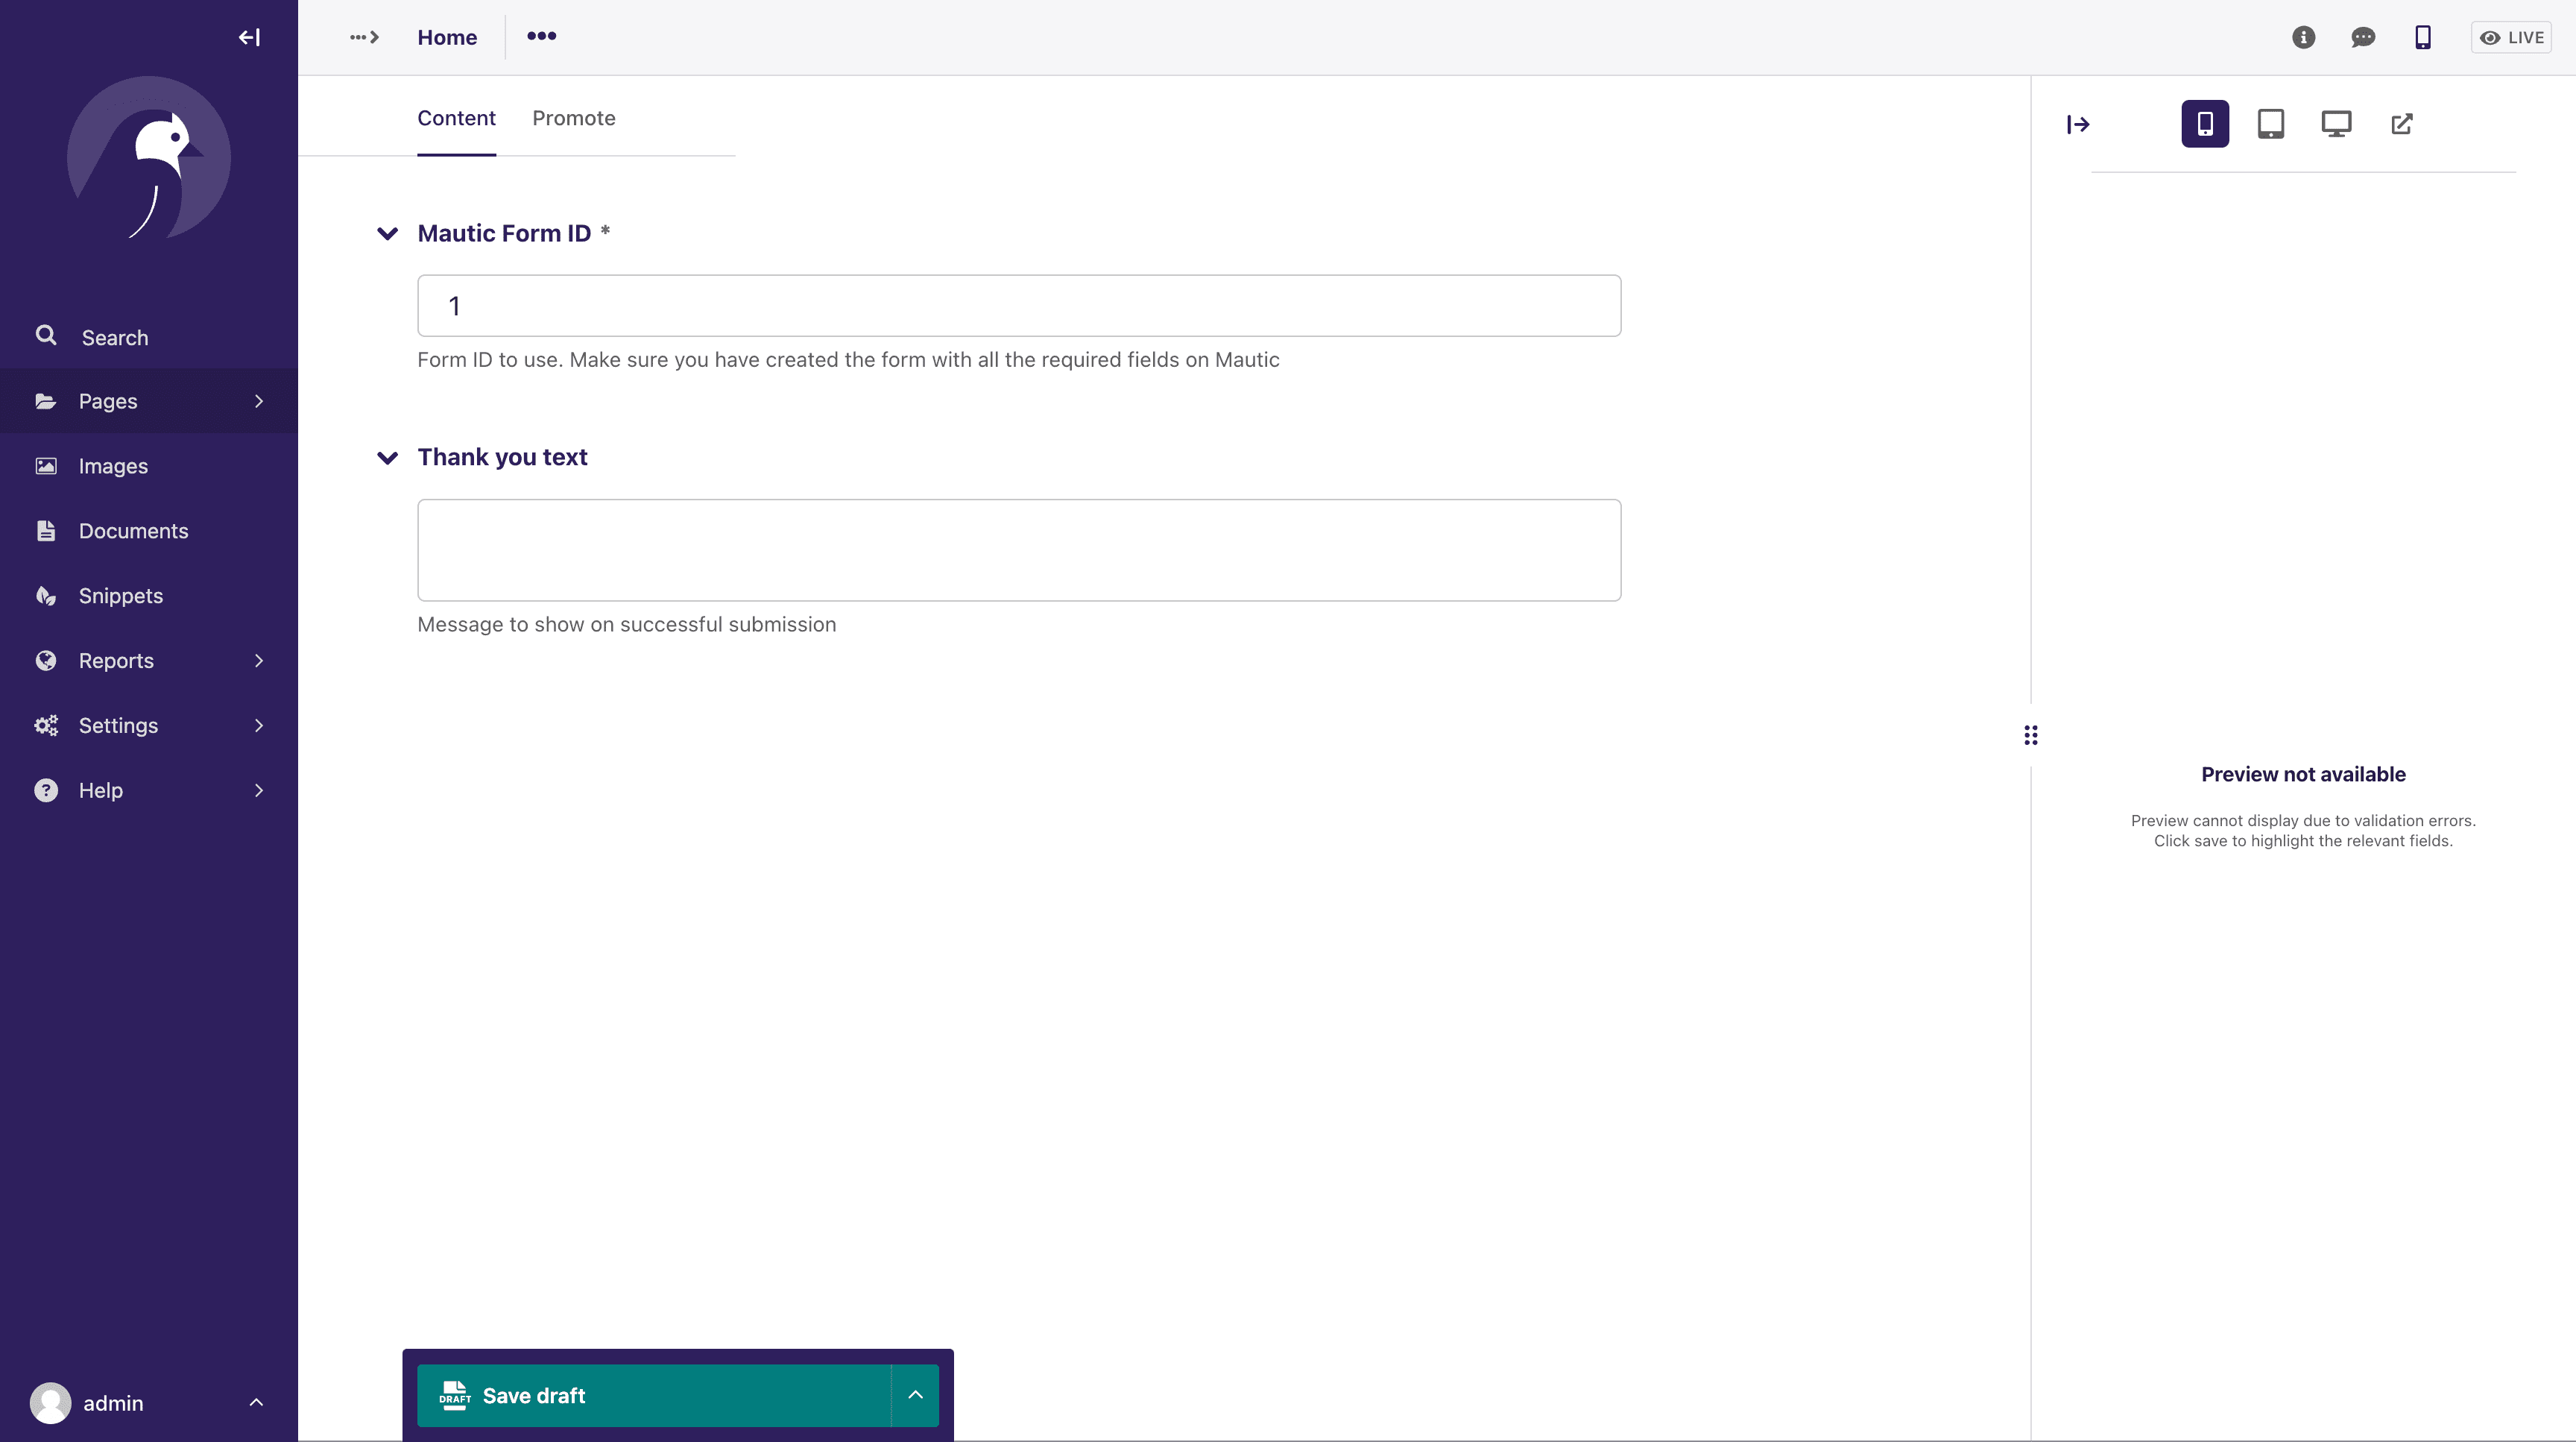 Home
LIVE
Search
Pages
Images
Documents
Snippets
Reports
Settings
Help
admin
Content
Promote
Mautic Form ID *
1
Form ID to use. Make sure you have created the form with all the required fields on Mautic
Thank you text
Message to show on successful submission
DRAFT Save draft
Preview not available
Preview cannot display due to validation errors.
Click save to highlight the relevant fields.